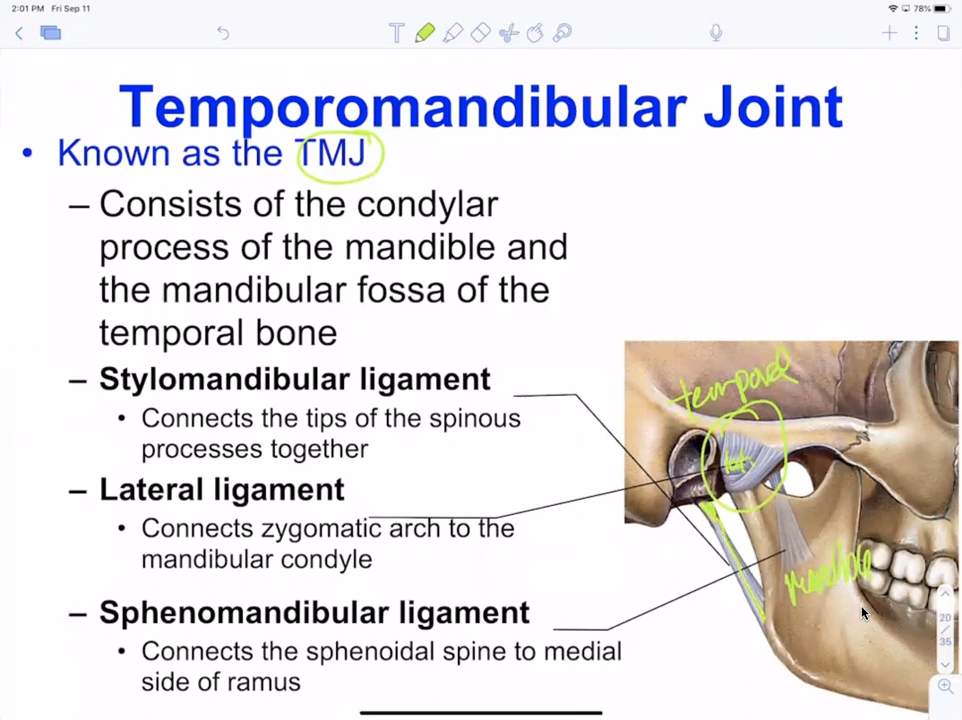 2:01 PM Fri Sep 11
78%
Temporomandibular Joint
• Known as the TMJ
– Consists of the condylar
process of the mandible and
the mandibular fossa of the
temporal bone
– Stylomandibular ligament
• Connects the tips of the spinous
processes together
– Lateral ligament
• Connects zygomatic arch to the
mandibular condyle
– Sphenomandibular ligament
• Connects the sphenoidal spine to medial
side of ramus
temporal
lat.
mandible
20
/
35